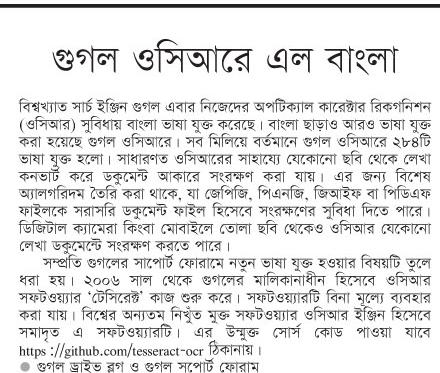 গুগল ওসিআরে এল বাংলা
বিশ্বখ্যাত সার্চ ইঞ্জিন গুগল এবার নিজেদের অপটিক্যাল কারেক্টার রিকগনিশন
(ওসিআর) সুবিধায় বাংলা ভাষা যুক্ত করেছে। বাংলা ছাড়াও আরও ভাষা যুক্ত
করা হয়েছে গুগল ওসিআরে। সব মিলিয়ে বর্তমানে গুগল ওসিআরে ২৮৪টি
ভাষা যুক্ত হলো। সাধারণত ওসিআরের সাহায্যে যেকোনো ছবি থেকে লেখা
কনভার্ট করে ডকুমেন্ট আকারে সংরক্ষণ করা যায়। এর জন্য বিশেষ
অ্যালগরিদম তৈরি করা থাকে, যা জেপিজি, পিএনজি, জিআইফ বা পিডিএফ
ফাইলকে সরাসরি ডকুমেন্ট ফাইল হিসেবে সংরক্ষণের সুবিধা দিতে পারে।
ডিজিটাল ক্যামেরা কিংবা মোবাইলে তোলা ছবি থেকেও ওসিআর যেকোনো
লেখা ডকুমেন্টে সংরক্ষণ করতে পারে।
সম্প্রতি গুগলের সাপোর্ট ফোরামে নতুন ভাষা যুক্ত হওয়ার বিষয়টি তুলে
ধরা হয়। ২০০৬ সাল থেকে গুগলের মালিকানাধীন হিসেবে ওসিআর
সফটওয়্যার ‘টেসিরেক্ট’ কাজ শুরু করে। সফটওয়্যারটি বিনা মূল্যে ব্যবহার
করা যায়। বিশ্বের অন্যতম নিখুঁত মুক্ত সফটওয়্যার ওসিআর ইঞ্জিন হিসেবে
সমাদৃত এ সফটওয়্যারটি। এর উন্মুক্ত সোর্স কোড পাওয়া যাবে
https ://github.com/tesseract-ocr ঠিকানায়।
● গুগল ড্রাইভ ব্লগ ও গুগল সপোর্ট ফোরাম